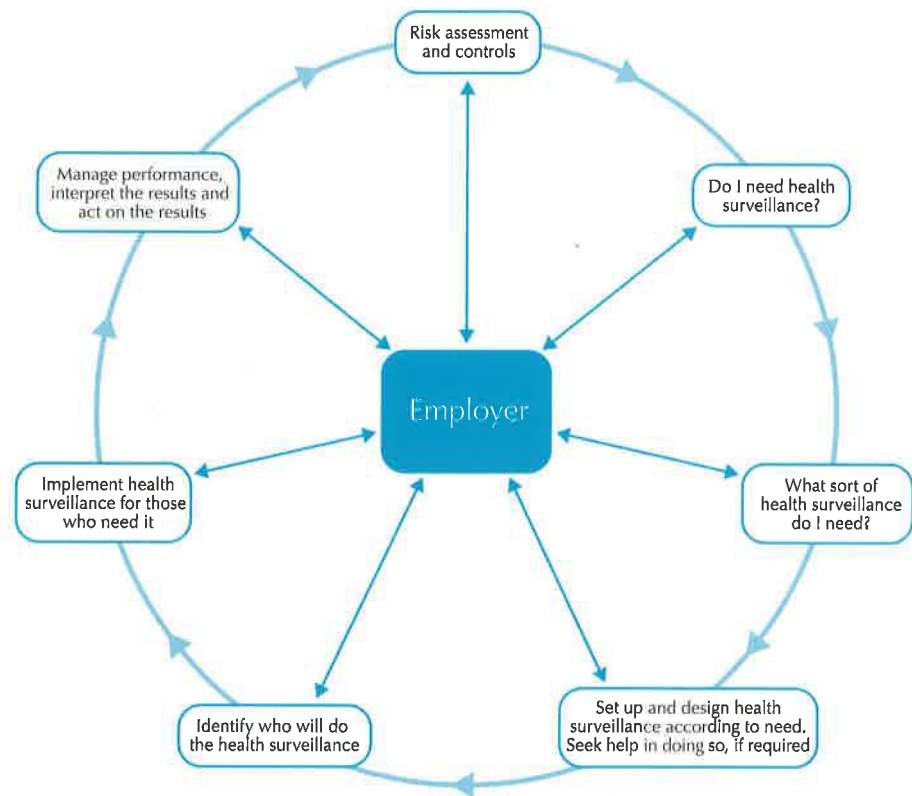 Risk assessment
and controls
Do I need health
surveillance?
What sort of
health surveillance
do I need?
Set up and design health
surveillance according to need.
Seek help in doing so, if required
Identify who will do
the health surveillance
Implement health
surveillance for those
who need it
Manage performance,
interpret the results and
act on the results
Employer